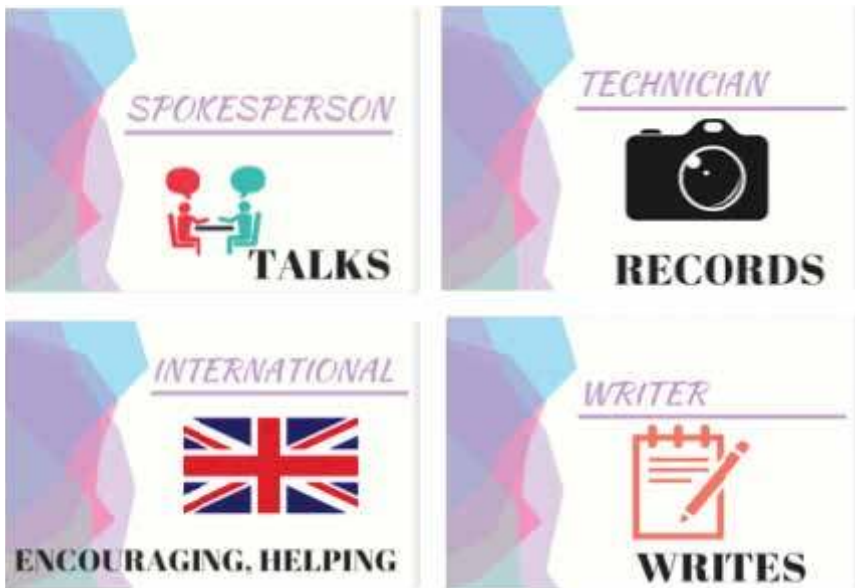 SPOKESPERSON
TALKS
TECHNICIAN
RECORDS
INTERNATIONAL
ENCOURAGING, HELPING
WRITER
WRITES